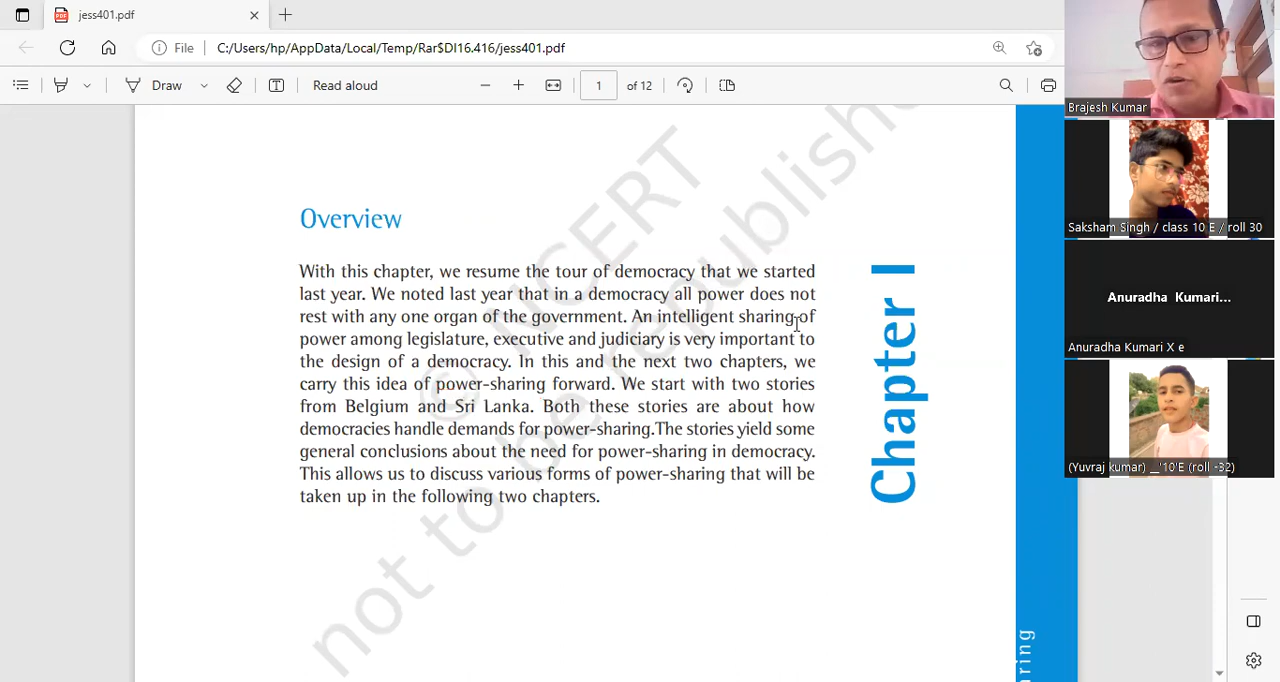 jess401.pdf
File
C:/Users/hp/AppData/Local/Temp/Rar$DI16.416/jess401.pdf
Draw
Read aloud
1 of 12
Overview
With this chapter, we resume the tour of democracy that we started
last year. We noted last year that in a democracy all power does not
rest with any one organ of the government. An intelligent sharing of
power among legislature, executive and judiciary is very important to
the design of a democracy. In this and the next two chapters, we
carry this idea of power-sharing forward. We start with two stories
from Belgium and Sri Lanka. Both these stories are about how
democracies handle demands for power-sharing.The stories yield some
general conclusions about the need for power-sharing in democracy.
This allows us to discuss various forms of power-sharing that will be
taken up in the following two chapters.
Chapter I
© NCERT
not to be republished
Brajesh Kumar
Saksham Singh / class 10 E / roll 30
Anuradha Kumari...
Anuradha Kumari X e
(Yuvraj kumar) __'10'E (roll -32)